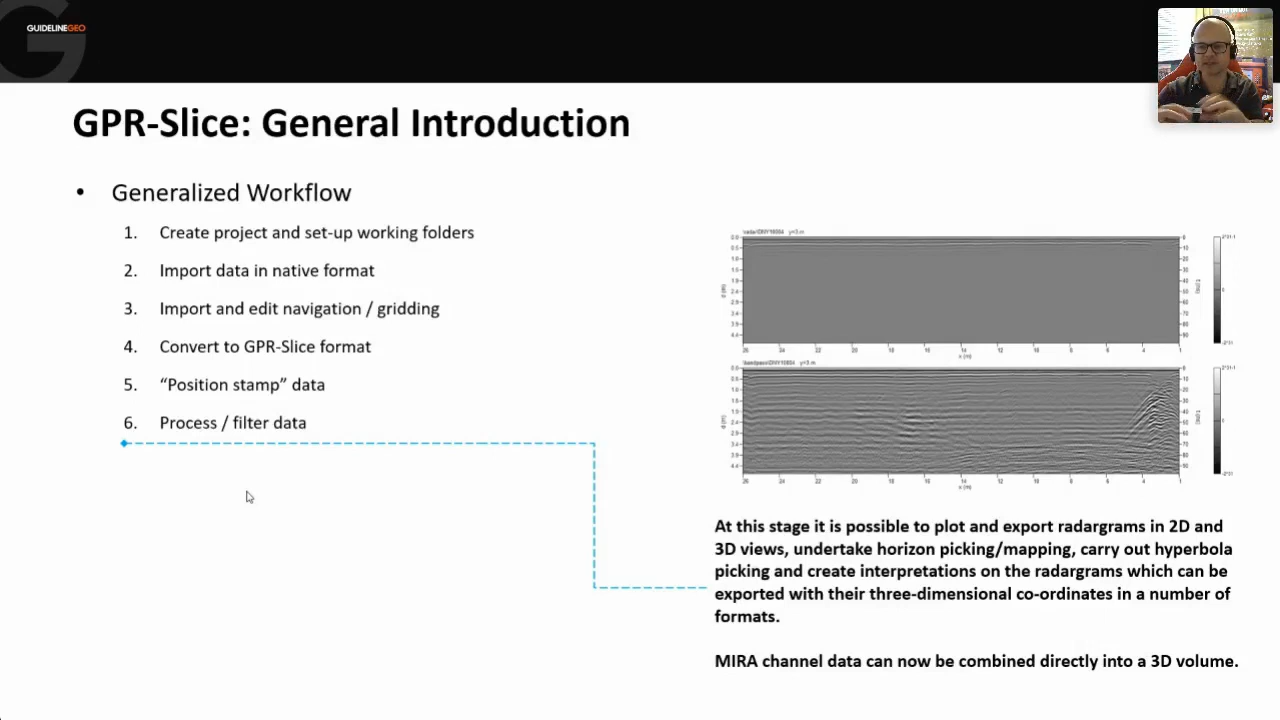 GUIDELINEGEO
GPR-Slice: General Introduction
• Generalized Workflow
1. Create project and set-up working folders
2. Import data in native format
3. Import and edit navigation / gridding
4. Convert to GPR-Slice format
5. “Position stamp” data
6. Process / filter data
At this stage it is possible to plot and export radargrams in 2D and
3D views, undertake horizon picking/mapping, carry out hyperbola
picking and create interpretations on the radargrams which can be
exported with their three-dimensional co-ordinates in a number of
formats.
MIRA channel data can now be combined directly into a 3D volume.